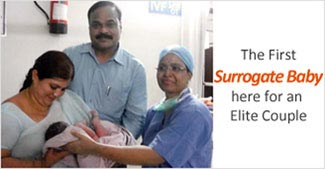 The First
Surrogate Baby
here for an
Elite Couple